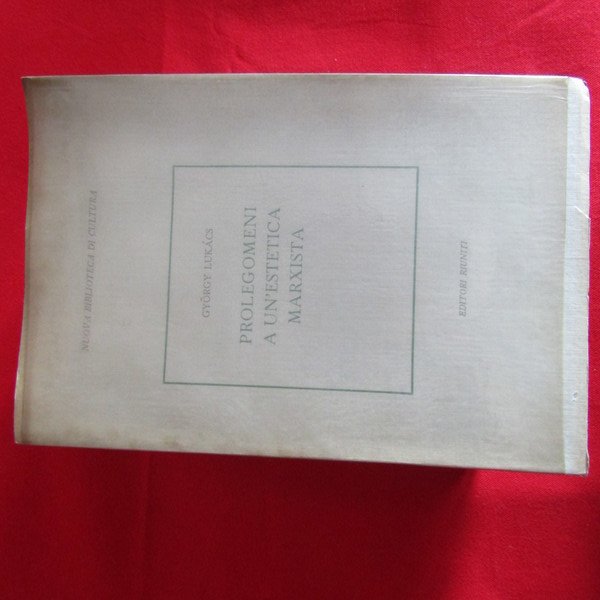 NUOVA BIBLIOTECA DI CULTURA
GYÖRGY LUKÁCS
PROLEGOMENI
A UN'ESTETICA
MARXISTA
EDITORI RIUNITI